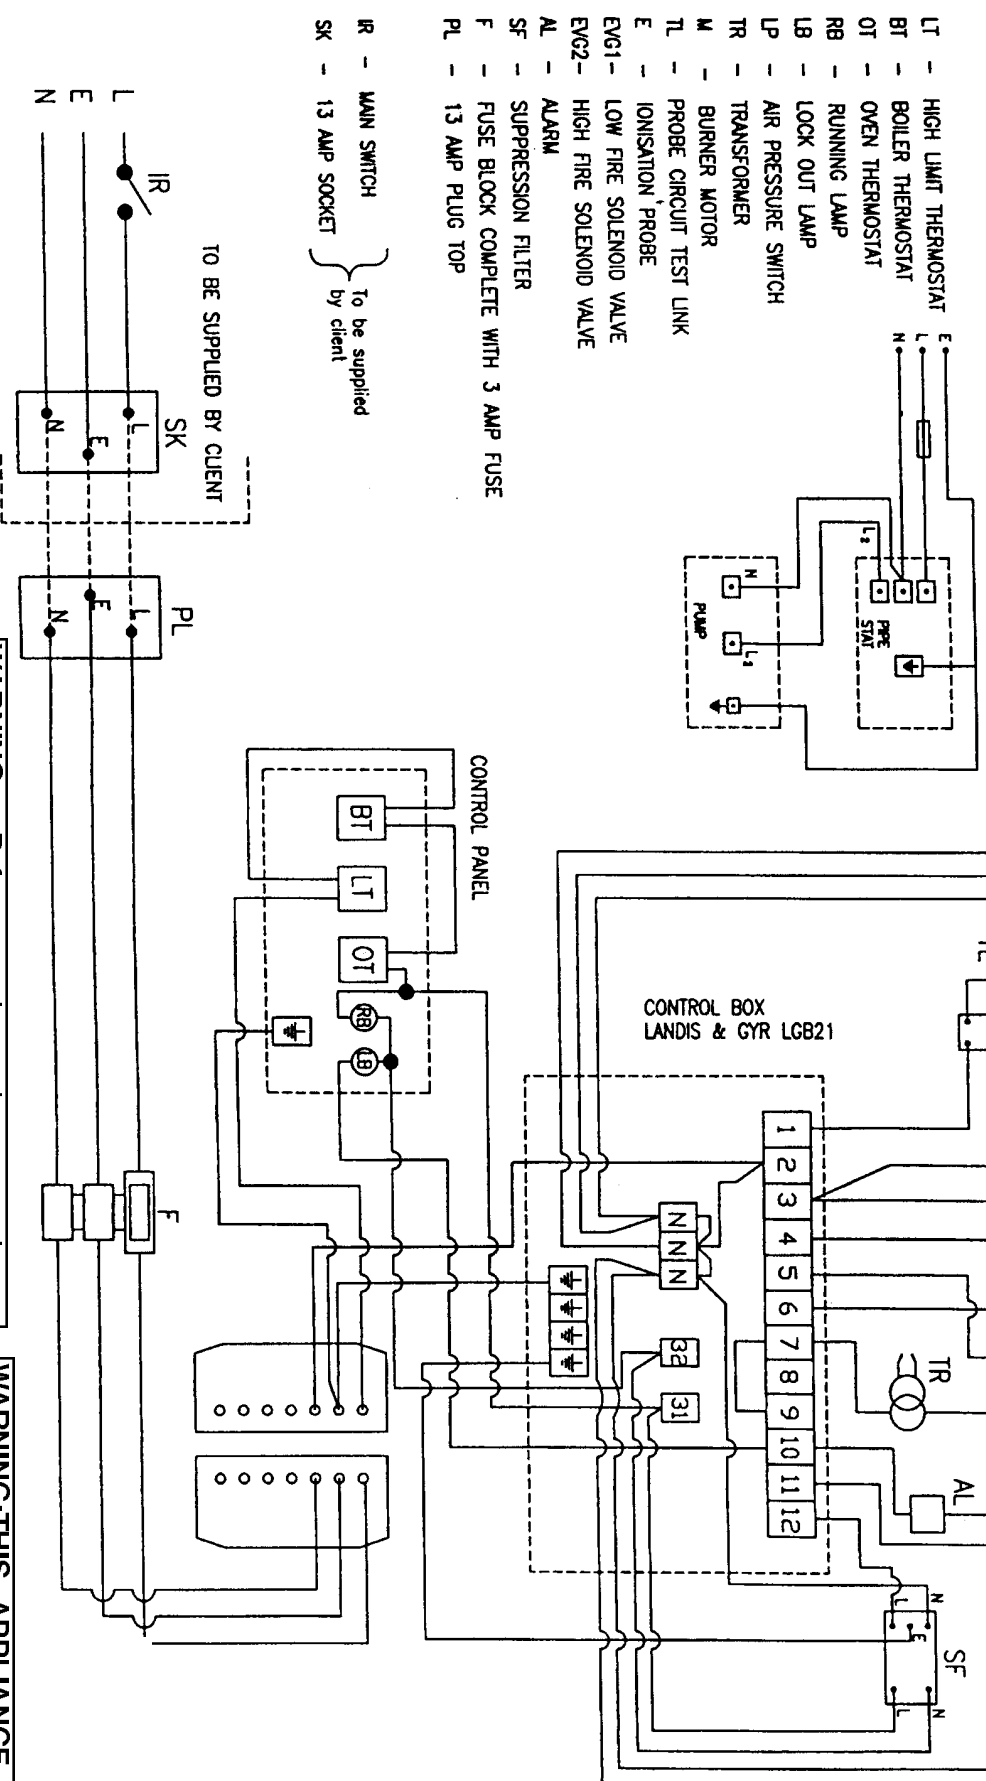 LT - HIGH LIMIT THERMOSTAT
BT - BOILER THERMOSTAT
OT - OVEN THERMOSTAT
RB - RUNNING LAMP
LB - LOCK OUT LAMP
LP - AIR PRESSURE SWITCH
TR - TRANSFORMER
M - BURNER MOTOR
TL - PROBE CIRCUIT TEST LINK
E - IONISATION PROBE
EVG1- LOW FIRE SOLENOID VALVE
EVG2- HIGH FIRE SOLENOID VALVE
AL - ALARM
SF - SUPPRESSION FILTER
F - FUSE BLOCK COMPLETE WITH 3 AMP FUSE
PL - 13 AMP PLUG TOP
IR - MAIN SWITCH
SK - 13 AMP SOCKET
To be supplied
by client
E
L
N
L2
PIPE
STAT
N
L2
PUMP
L
E
N
IR
TO BE SUPPLIED BY CLIENT
SK
L
E
N
PL
L
E
N
F
CONTROL PANEL
BT
LT
OT
RB
LB
CONTROL BOX
LANDIS & GYR LGB21
1 2 3 4 5 6 7 8 9 10 11 12
N N N
32
31
TR
AL
SF
N
E
L
N
L
WARNING-THIS APPLIANCE